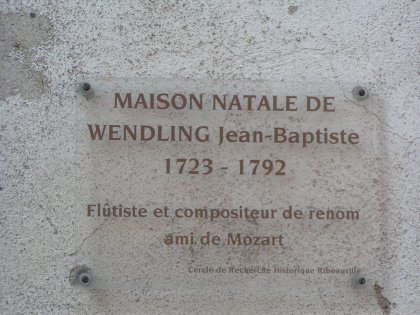 MAISON NATALE DE
WENDLING Jean-Baptiste
1723 - 1792
Flûtiste et compositeur de renom
ami de Mozart
Cercle de Recherche Historique Ribeauvillé